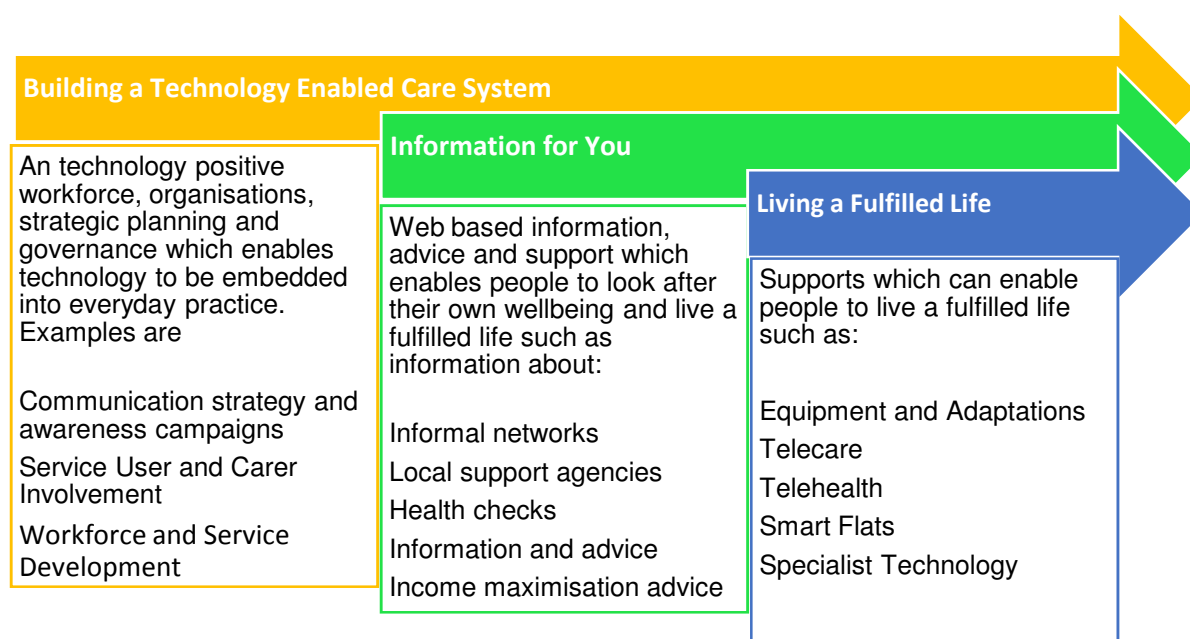 Building a Technology Enabled Care System
An technology positive
workforce, organisations,
strategic planning and
governance which enables
technology to be embedded
into everyday practice.
Examples are
Communication strategy and
awareness campaigns
Service User and Carer
Involvement
Workforce and Service
Development
Information for You
Web based information,
advice and support which
enables people to look after
their own wellbeing and live a
fulfilled life such as
information about:
Informal networks
Local support agencies
Health checks
Information and advice
Income maximisation advice
Living a Fulfilled Life
Supports which can enable
people to live a fulfilled life
such as:
Equipment and Adaptations
Telecare
Telehealth
Smart Flats
Specialist Technology